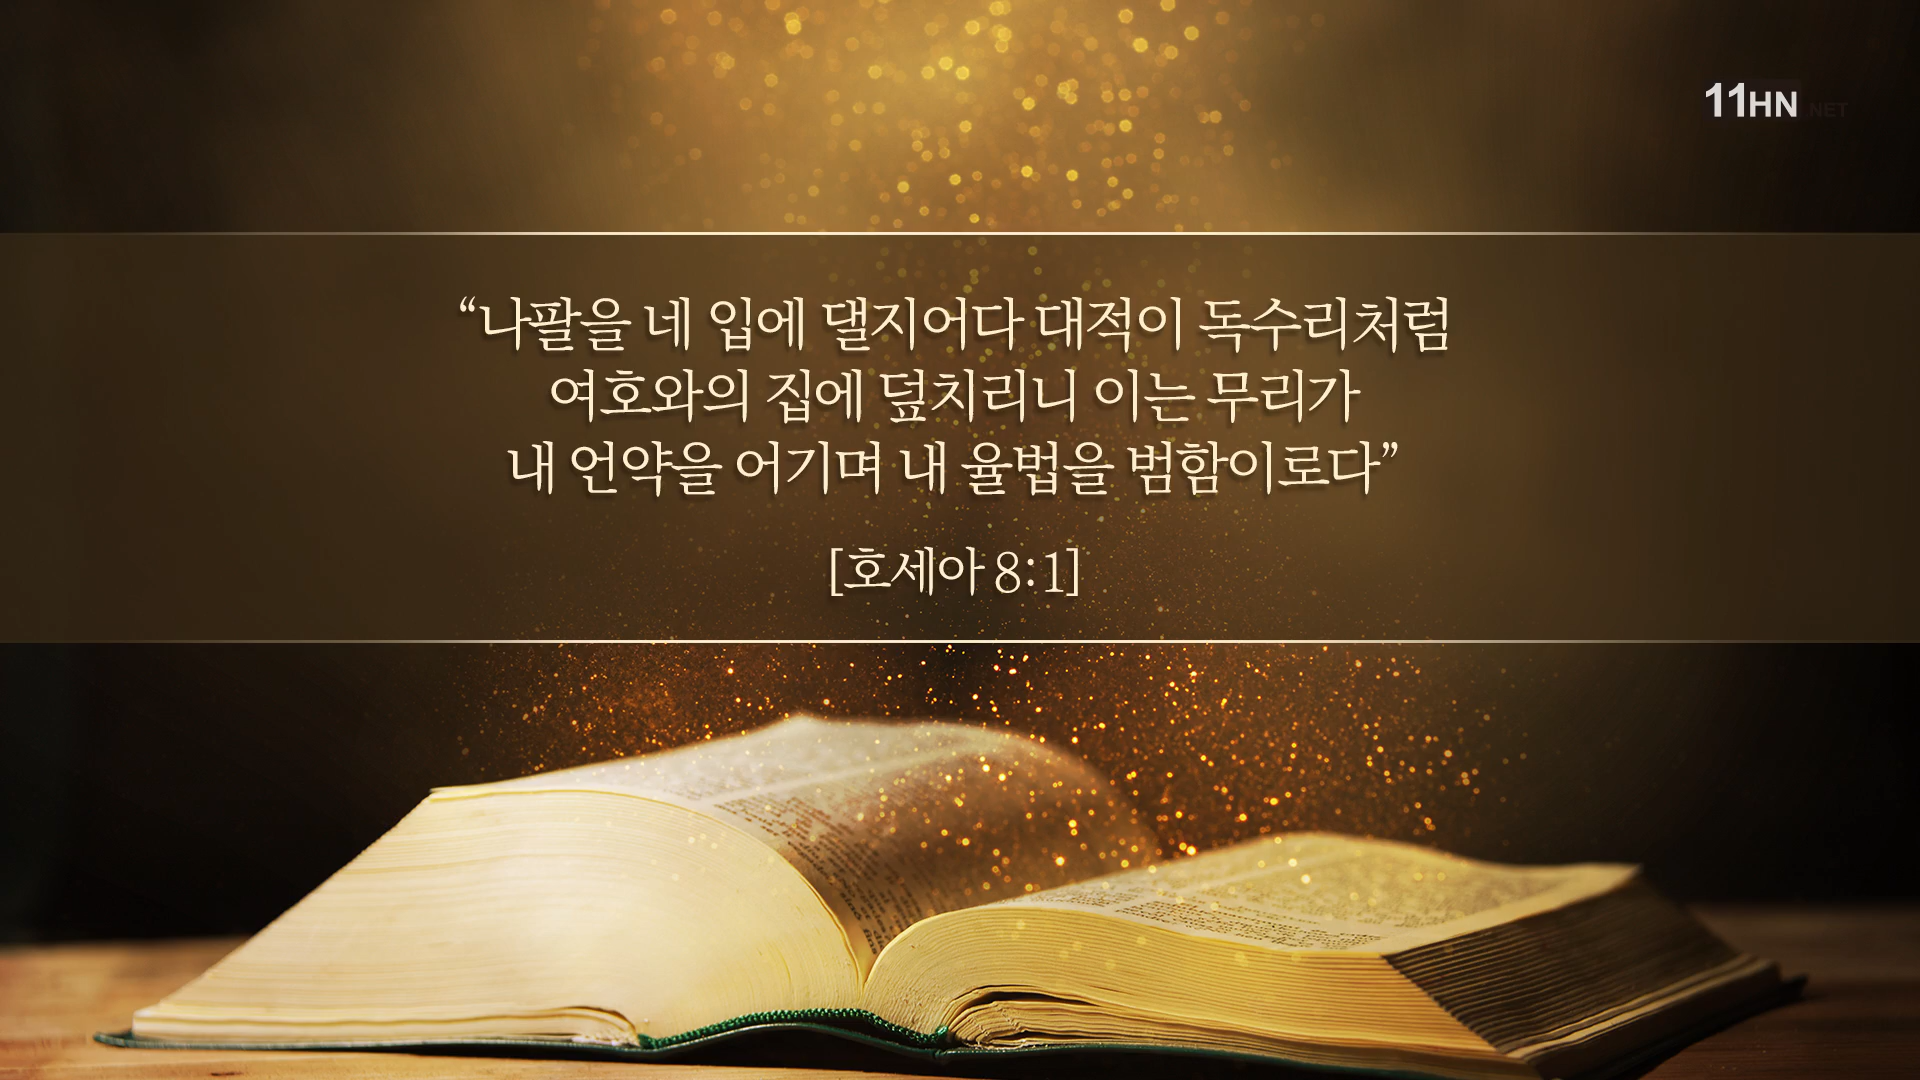 11HN.NET
“나팔을 네 입에 댈지어다 대적이 독수리처럼
여호와의 집에 덮치리니 이는 무리가
내 언약을 어기며 내 율법을 범함이로다”
[호세아 8:1]